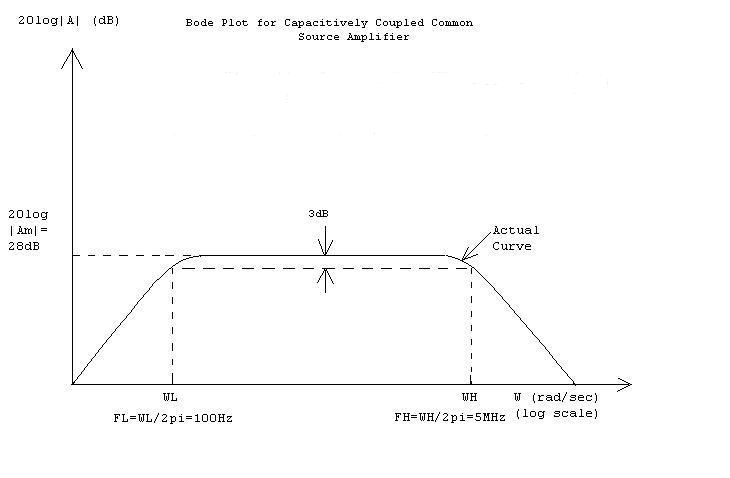 20log|A| (dB)
Bode Plot for Capacitively Coupled Common
Source Amplifier
20log
|Am|=
28dB
3dB
Actual
Curve
WL
WH
W (rad/sec)
(log scale)
FL=WL/2pi=100Hz
FH=WH/2pi=5MHz